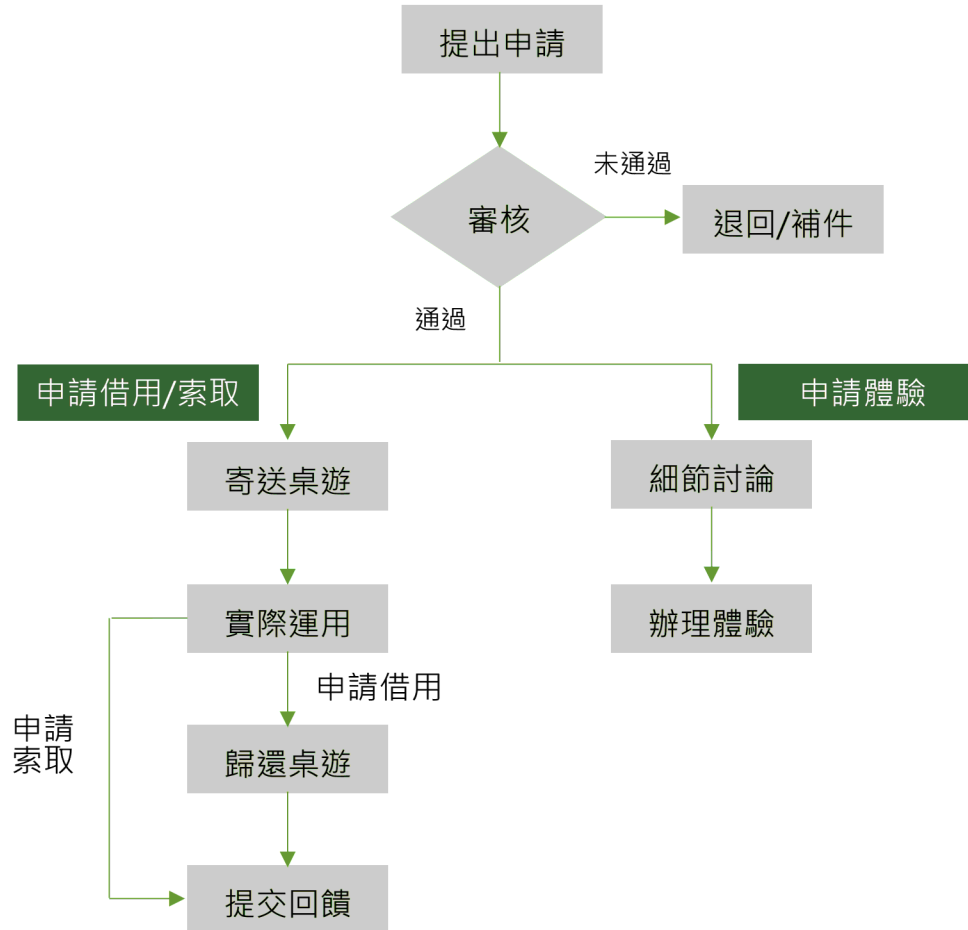 提出申請
未通過
審核
退回/補件
通過
申請借用/索取
申請體驗
寄送桌遊
細節討論
實際運用
辦理體驗
申請借用
申請
索取
歸還桌遊
提交回饋